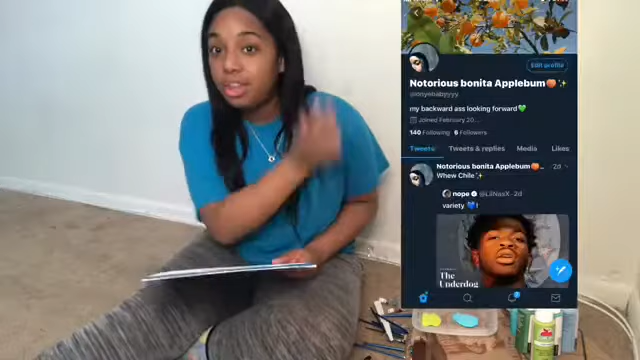 Edit profile
Notorious bonita Applebum🍑✨
my backward ass looking forward💚
Joined February 20...
140 Following 6 Followers
Tweets Tweets & replies Media Likes
Notorious bonita Applebum🍑... · 2d
Whew Chile✨
nope @LilNasX · 2d
variety 💙!
The
Underdog